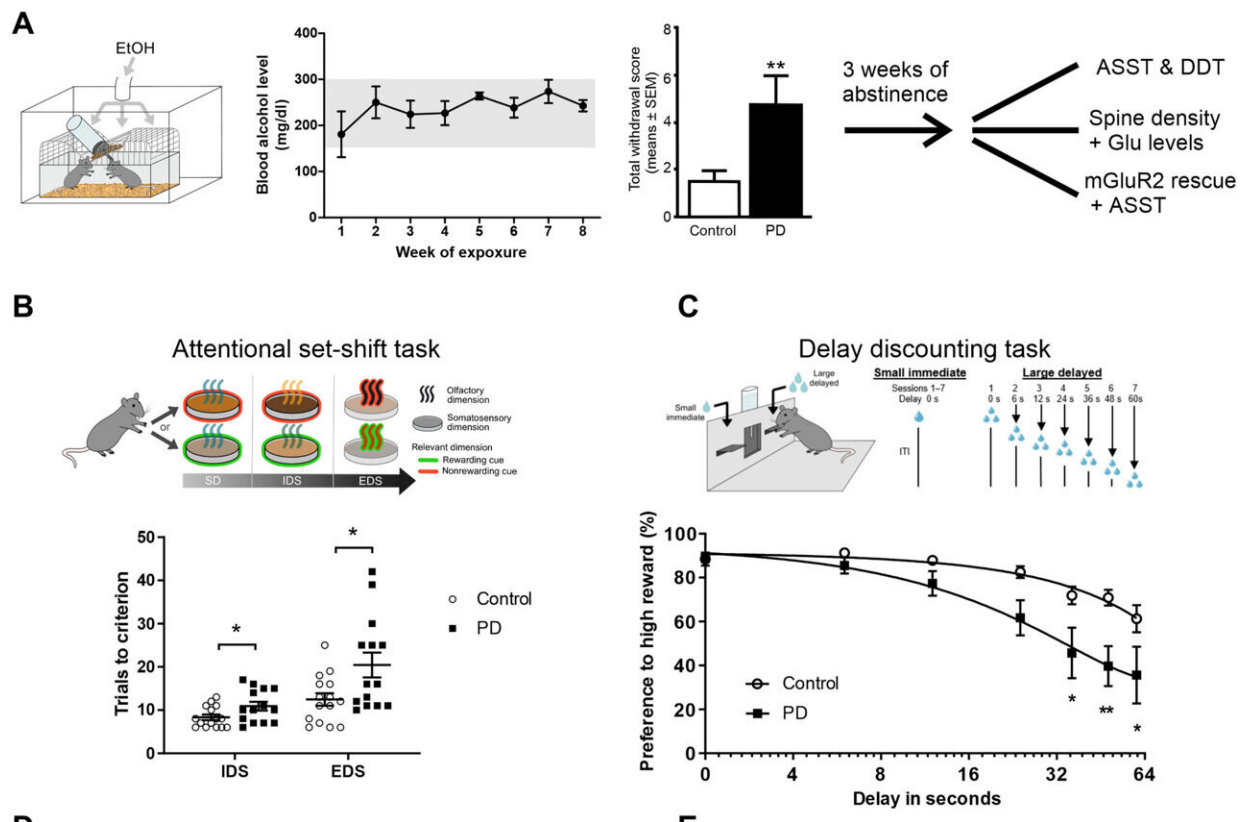 A
EtOH
Blood alcohol level
(mg/dl)
400
300
200
100
0
1 2 3 4 5 6 7 8
Week of expoxure
Total withdrawal score
(means ± SEM)
8
6
4
2
0
**
Control PD
3 weeks of
abstinence
ASST & DDT
Spine density
+ Glu levels
mGluR2 rescue
+ ASST
B
Attentional set-shift task
or
Olfactory
dimension
Somatosensory
dimension
Relevant dimension
Rewarding cue
Nonrewarding cue
SD IDS EDS
Trials to criterion
50
40
30
20
10
0
*
*
IDS EDS
Control
PD
C
Delay discounting task
Small
immediate
Large
delayed
Small immediate Large delayed
Sessions 1–7 1 2 3 4 5 6 7
Delay 0 s 0 s 6 s 12 s 24 s 36 s 48 s 60s
ITI
Preference to high reward (%)
100
80
60
40
20
0
Control
PD
* ** *
0 4 8 16 32 64
Delay in seconds